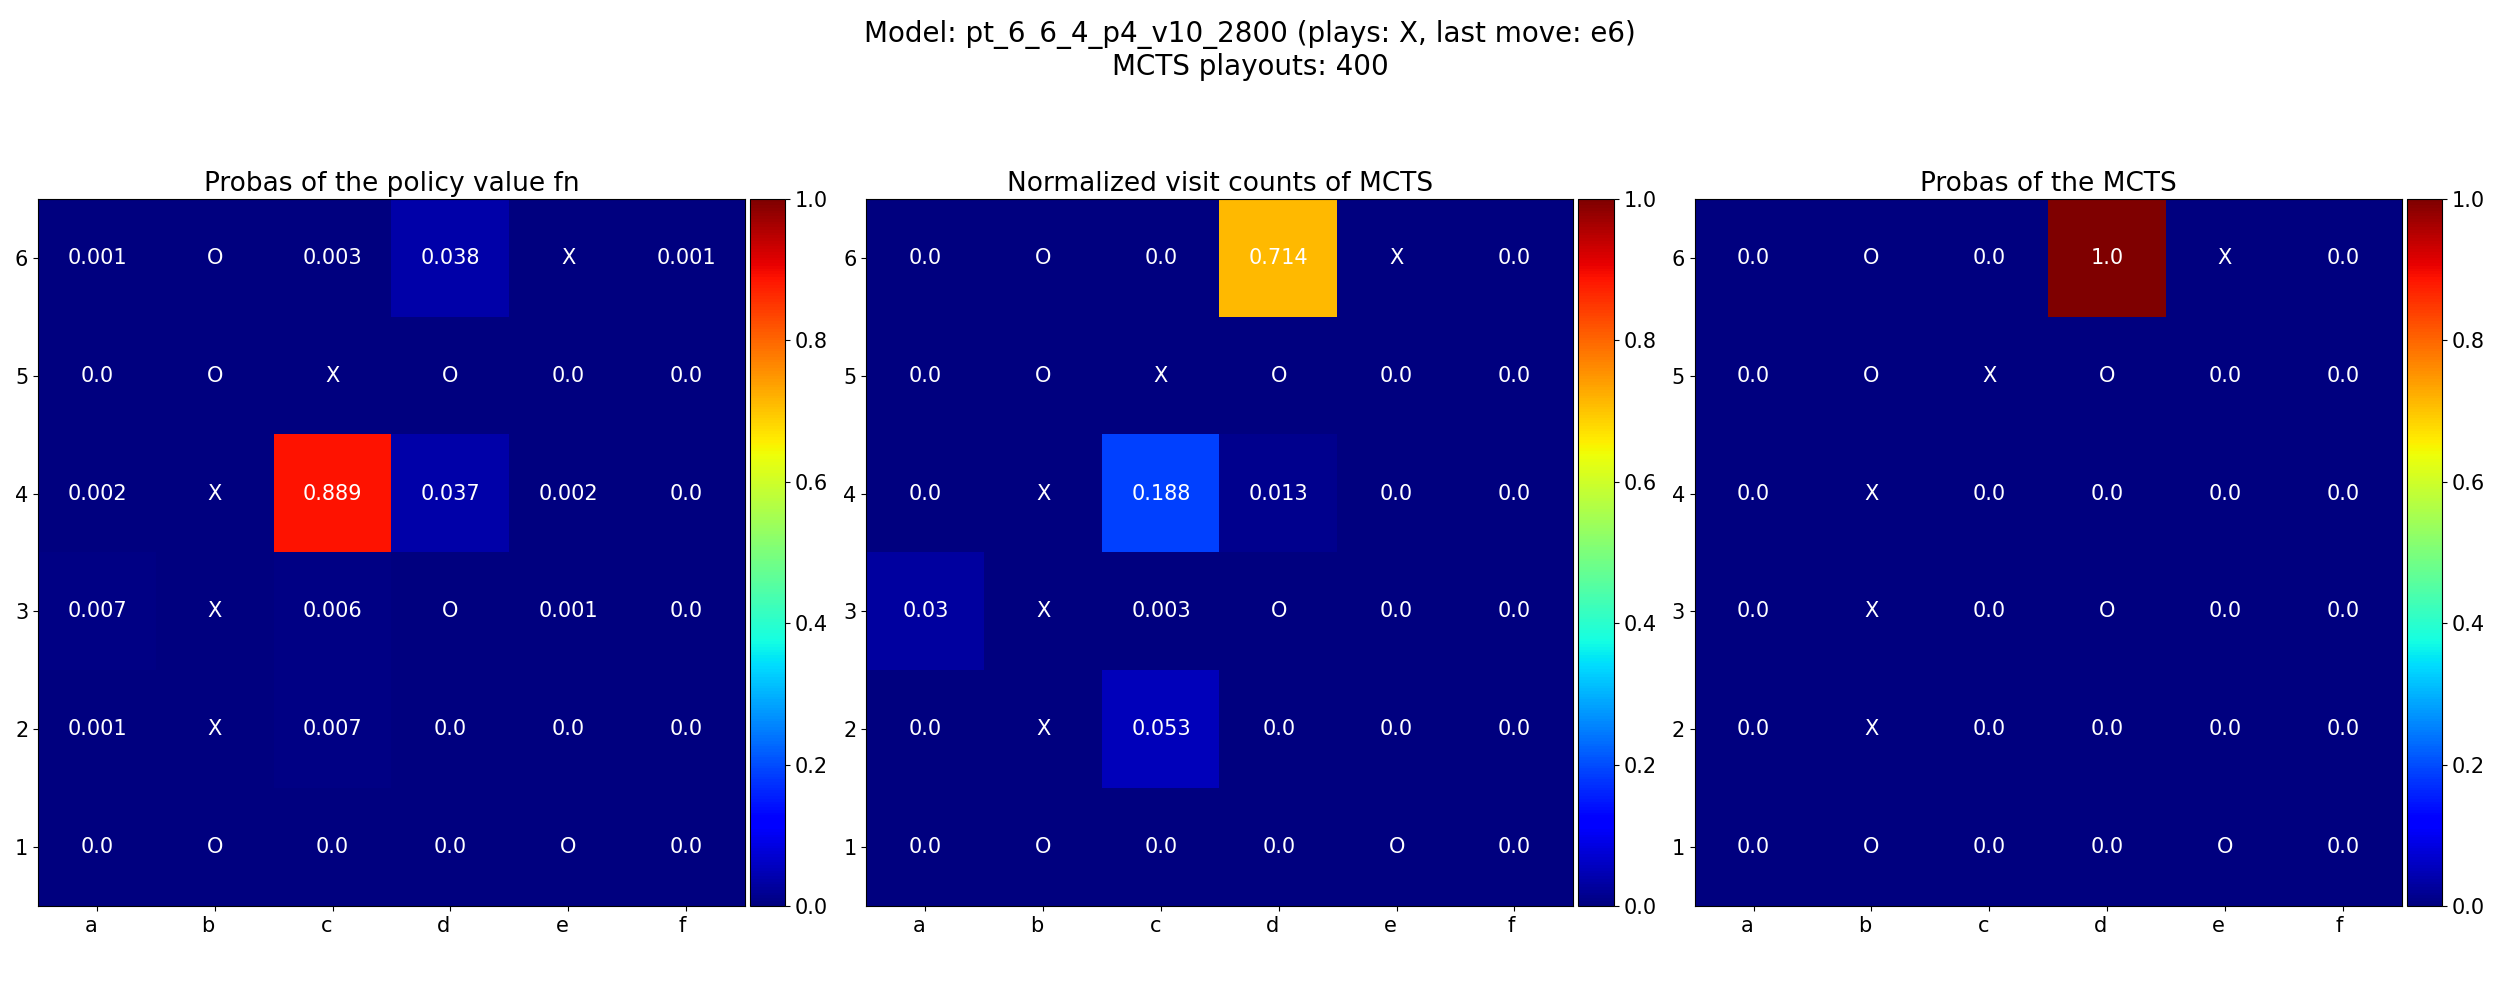 Model: pt_6_6_4_p4_v10_2800 (plays: X, last move: e6)
MCTS playouts: 400
Probas of the policy value fn
1.0
6 0.001 O 0.003 0.038 X 0.001
5 0.0 O X O 0.0 0.0
0.8
4 0.002 X 0.889 0.037 0.002 0.0
0.6
3 0.007 X 0.006 O 0.001 0.0
0.4
2 0.001 X 0.007 0.0 0.0 0.0
0.2
1 0.0 O 0.0 0.0 O 0.0
0.0
a b c d e f
Normalized visit counts of MCTS
1.0
6 0.0 O 0.0 0.714 X 0.0
5 0.0 O X O 0.0 0.0
0.8
4 0.0 X 0.188 0.013 0.0 0.0
0.6
3 0.03 X 0.003 O 0.0 0.0
0.4
2 0.0 X 0.053 0.0 0.0 0.0
0.2
1 0.0 O 0.0 0.0 O 0.0
0.0
a b c d e f
Probas of the MCTS
1.0
6 0.0 O 0.0 1.0 X 0.0
5 0.0 O X O 0.0 0.0
0.8
4 0.0 X 0.0 0.0 0.0 0.0
0.6
3 0.0 X 0.0 O 0.0 0.0
0.4
2 0.0 X 0.0 0.0 0.0 0.0
0.2
1 0.0 O 0.0 0.0 O 0.0
0.0
a b c d e f